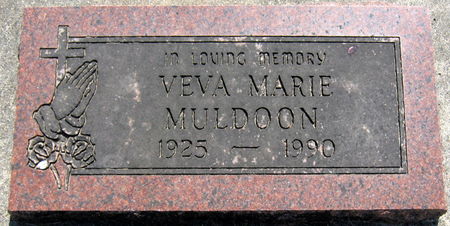 IN LOVING MEMORY
VEVA MARIE
MULDOON
1925 — 1990